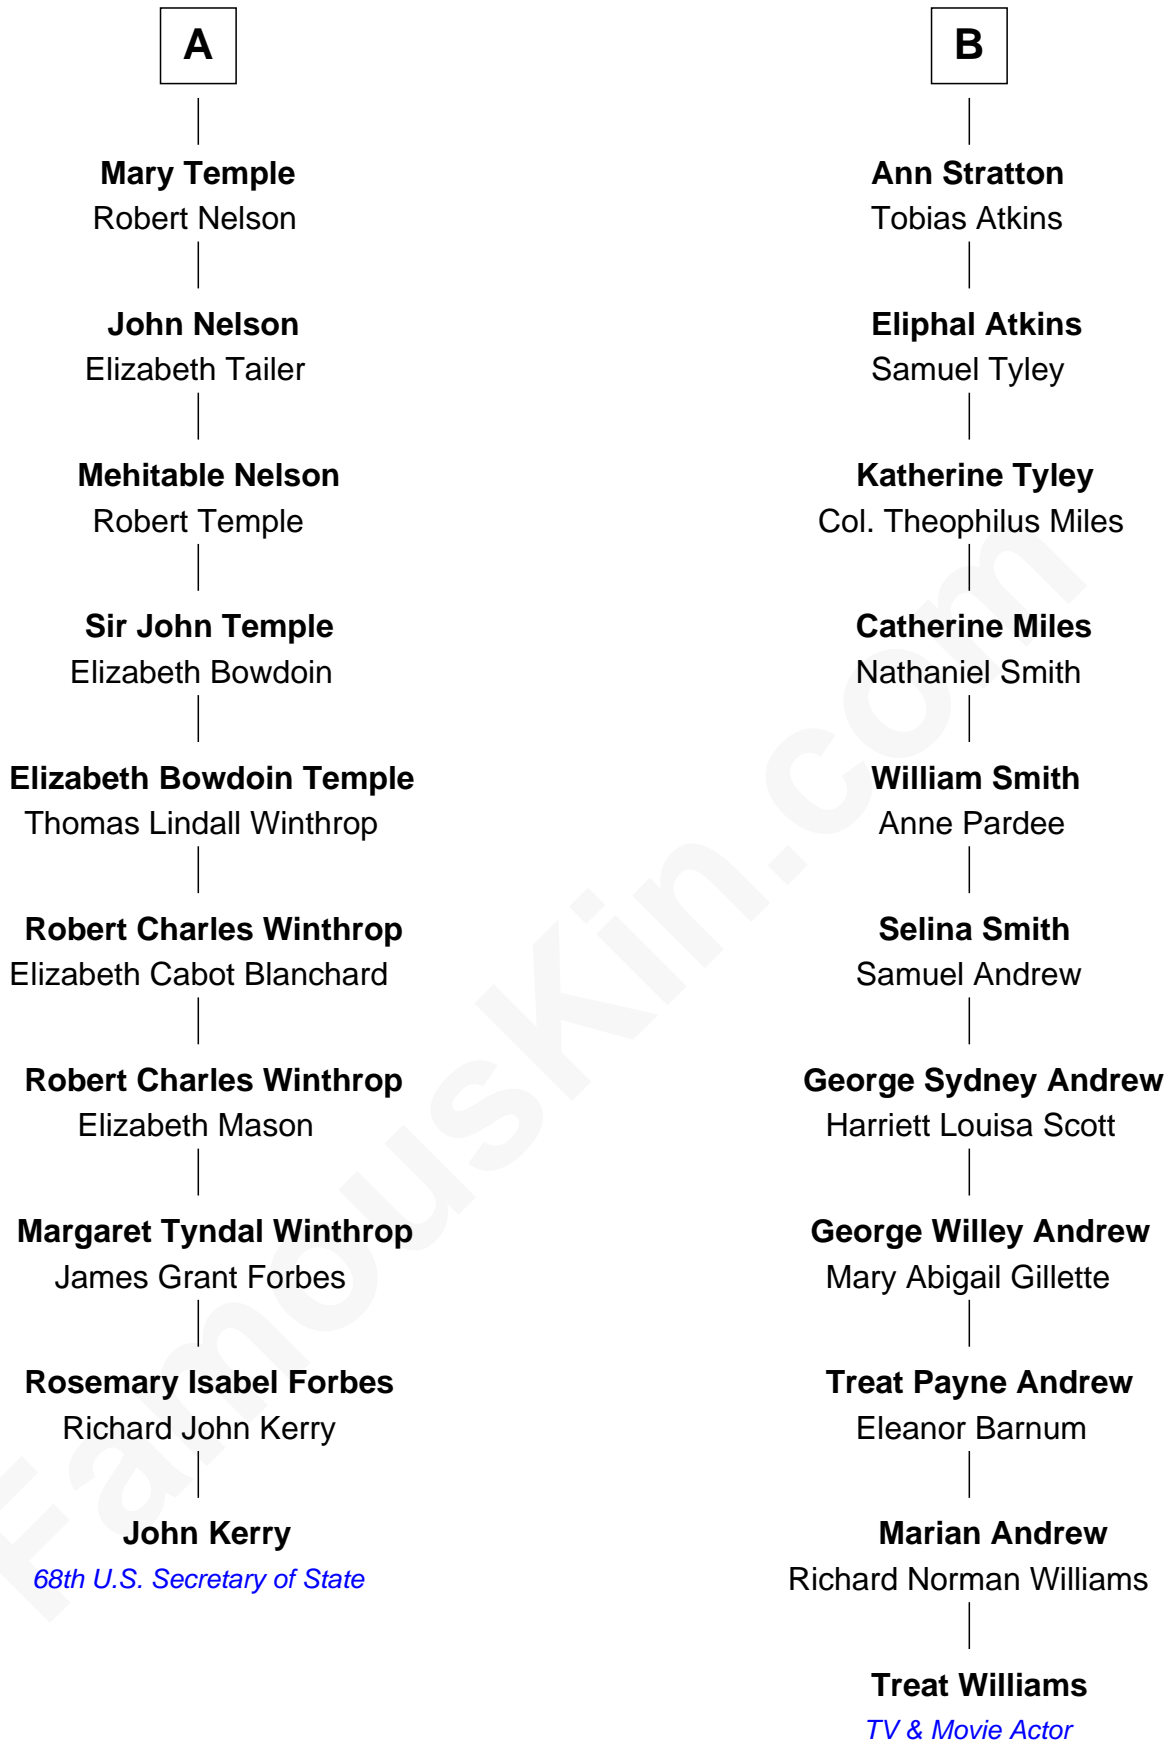 A
Mary Temple
Robert Nelson
John Nelson
Elizabeth Tailer
Mehitable Nelson
Robert Temple
Sir John Temple
Elizabeth Bowdoin
Elizabeth Bowdoin Temple
Thomas Lindall Winthrop
Robert Charles Winthrop
Elizabeth Cabot Blanchard
Robert Charles Winthrop
Elizabeth Mason
Margaret Tyndal Winthrop
James Grant Forbes
Rosemary Isabel Forbes
Richard John Kerry
John Kerry
68th U.S. Secretary of State
B
Ann Stratton
Tobias Atkins
Eliphal Atkins
Samuel Tyley
Katherine Tyley
Col. Theophilus Miles
Catherine Miles
Nathaniel Smith
William Smith
Anne Pardee
Selina Smith
Samuel Andrew
George Sydney Andrew
Harriett Louisa Scott
George Willey Andrew
Mary Abigail Gillette
Treat Payne Andrew
Eleanor Barnum
Marian Andrew
Richard Norman Williams
Treat Williams
TV & Movie Actor
FamousKin.com